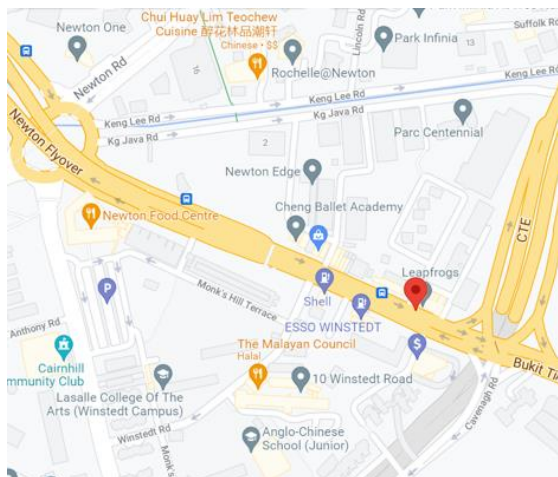 Newton One
Chui Huay Lim Teochew
Cuisine 醉花林品潮轩
Chinese • $$
Newton Rd
16
Rochelle@Newton
Lincoln Rd
Park Infinia
Suffolk Rd
Keng Lee Rd
Keng Lee Rd
Kg Java Rd
Kg Java Rd
Parc Centennial
2
Newton Flyover
Newton Edge
Cheng Ballet Academy
Newton Food Centre
CTE
Leapfrogs
Shell
Monk's Hill Terrace
ESSO WINSTEDT
P
Anthony Rd
$
The Malayan Council
Halal
Bukit Ti
Cairnhill
mmunity Club
10 Winstedt Road
Lasalle College Of The
Arts (Winstedt Campus)
Cavenagh Rd
Winstedt Rd
Monk's
Anglo-Chinese
School (Junior)